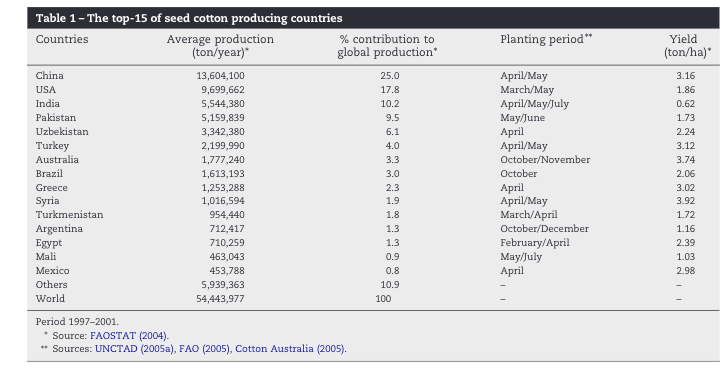 Table 1 – The top-15 of seed cotton producing countries
Countries Average production (ton/year)* % contribution to global production* Planting period** Yield (ton/ha)*
China 13,604,100 25.0 April/May 3.16
USA 9,699,662 17.8 March/May 1.86
India 5,544,380 10.2 April/May/July 0.62
Pakistan 5,159,839 9.5 May/June 1.73
Uzbekistan 3,342,380 6.1 April 2.24
Turkey 2,199,990 4.0 April/May 3.12
Australia 1,777,240 3.3 October/November 3.74
Brazil 1,613,193 3.0 October 2.06
Greece 1,253,288 2.3 April 3.02
Syria 1,016,594 1.9 April/May 3.92
Turkmenistan 954,440 1.8 March/April 1.72
Argentina 712,417 1.3 October/December 1.16
Egypt 710,259 1.3 February/April 2.39
Mali 463,043 0.9 May/July 1.03
Mexico 453,788 0.8 April 2.98
Others 5,939,363 10.9 – –
World 54,443,977 100 – –
Period 1997–2001.
* Source: FAOSTAT (2004).
** Sources: UNCTAD (2005a), FAO (2005), Cotton Australia (2005).